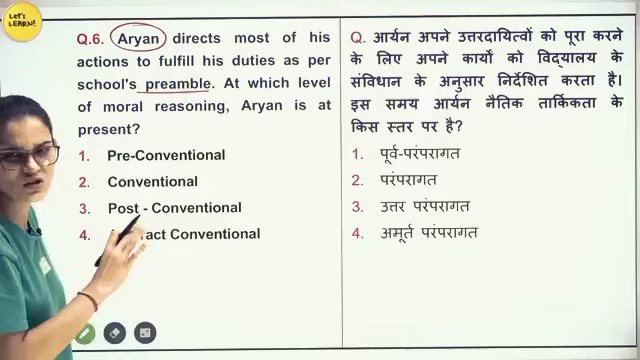 Let's
LEARN!
Q.6. Aryan directs most of his
actions to fulfill his duties as per
school's preamble. At which level
of moral reasoning, Aryan is at
present?
1. Pre-Conventional
2. Conventional
3. Post - Conventional
4. Conventional
Q. आर्यन अपने उत्तरदायित्वों को पूरा करने
के लिए अपने कार्यों को विद्यालय के
संविधान के अनुसार निर्देशित करता है।
इस समय आर्यन नैतिक तार्किकता के
किस स्तर पर है?
1. पूर्व-परंपरागत
2. परंपरागत
3. उत्तर परंपरागत
4. अमूर्त परंपरागत